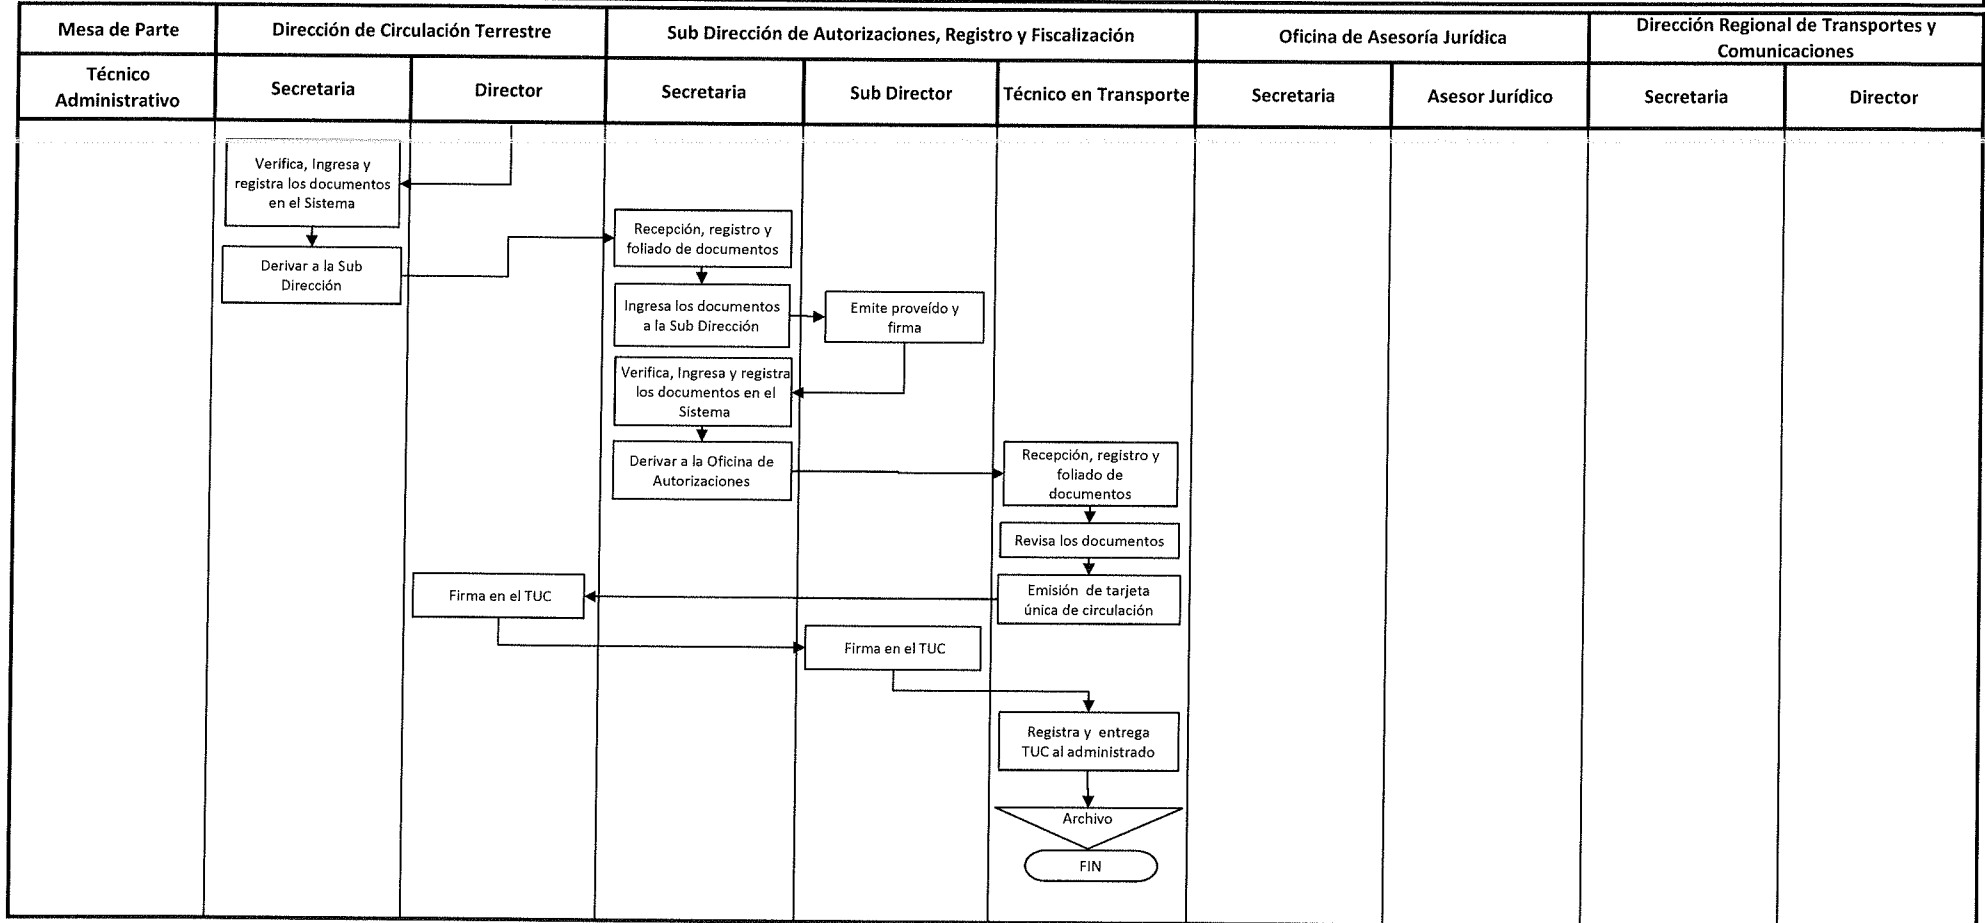 Mesa de Parte
Dirección de Circulación Terrestre
Sub Dirección de Autorizaciones, Registro y Fiscalización
Oficina de Asesoría Jurídica
Dirección Regional de Transportes y
Comunicaciones
Técnico
Administrativo
Secretaria
Director
Secretaria
Sub Director
Técnico en Transporte
Secretaria
Asesor Jurídico
Secretaria
Director
Verifica, Ingresa y
registra los documentos
en el Sistema
Derivar a la Sub
Dirección
Recepción, registro y
foliado de documentos
Ingresa los documentos
a la Sub Dirección
Emite proveído y
firma
Verifica, Ingresa y registra
los documentos en el
Sistema
Derivar a la Oficina de
Autorizaciones
Recepción, registro y
foliado de
documentos
Revisa los documentos
Emisión de tarjeta
única de circulación
Firma en el TUC
Firma en el TUC
Registra y entrega
TUC al administrado
Archivo
FIN